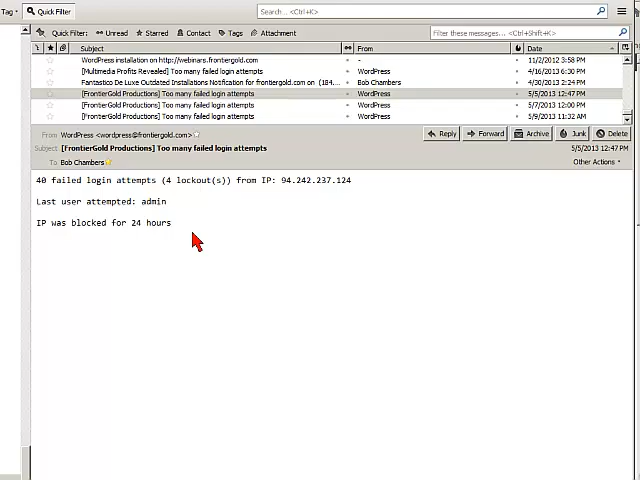 Tag Quick Filter Search ... <Ctrl+K>
Quick Filter: Unread Starred Contact Tags Attachment Filter these messages... <Ctrl+Shift+K>
Subject From Date
WordPress installation on http://webinars.frontergold.com - 11/2/2012 3:58 PM
[Multimedia Profits Revealed] Too many failed login attempts WordPress 4/16/2013 6:30 PM
Fantastico De Luxe Outdated Installations Notification for frontiergold.com on (184... Bob Chambers 4/30/2013 2:24 PM
[FrontierGold Productions] Too many failed login attempts WordPress 5/5/2013 12:47 PM
[FrontierGold Productions] Too many failed login attempts WordPress 5/7/2013 12:00 PM
[FrontierGold Productions] Too many failed login attempts WordPress 5/9/2013 11:32 AM
From WordPress <wordpress@frontiergold.com> Reply Forward Archive Junk Delete
Subject [FrontierGold Productions] Too many failed login attempts 5/5/2013 12:47 PM
To Bob Chambers Other Actions
40 failed login attempts (4 lockout(s)) from IP: 94.242.237.124
Last user attempted: admin
IP was blocked for 24 hours